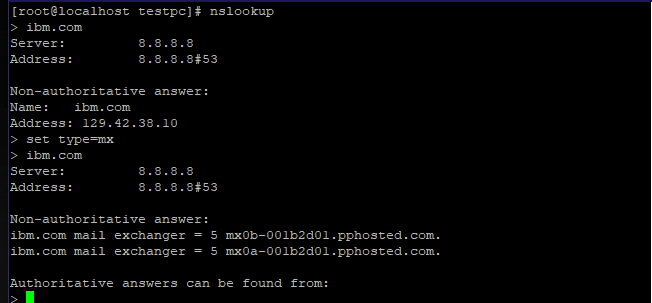 [root@localhost testpc]# nslookup
> ibm.com
Server:         8.8.8.8
Address:        8.8.8.8#53

Non-authoritative answer:
Name:   ibm.com
Address: 129.42.38.10
> set type=mx
> ibm.com
Server:         8.8.8.8
Address:        8.8.8.8#53

Non-authoritative answer:
ibm.com mail exchanger = 5 mx0b-001b2d01.pphosted.com.
ibm.com mail exchanger = 5 mx0a-001b2d01.pphosted.com.

Authoritative answers can be found from:
>